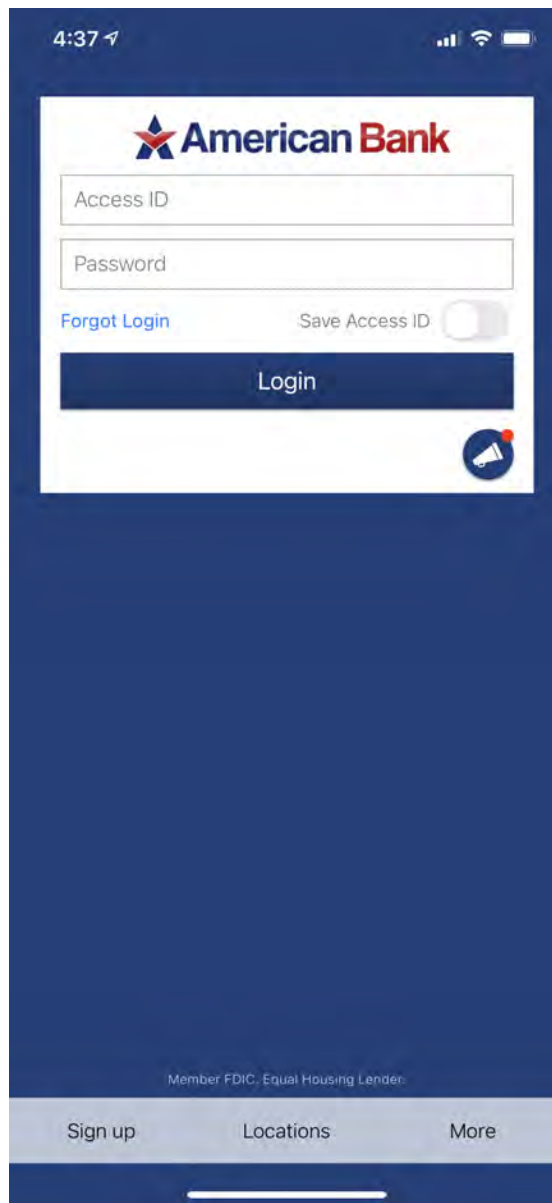 4:37
American Bank
Access ID
Password
Forgot Login Save Access ID
Login
Member FDIC. Equal Housing Lender.
Sign up Locations More